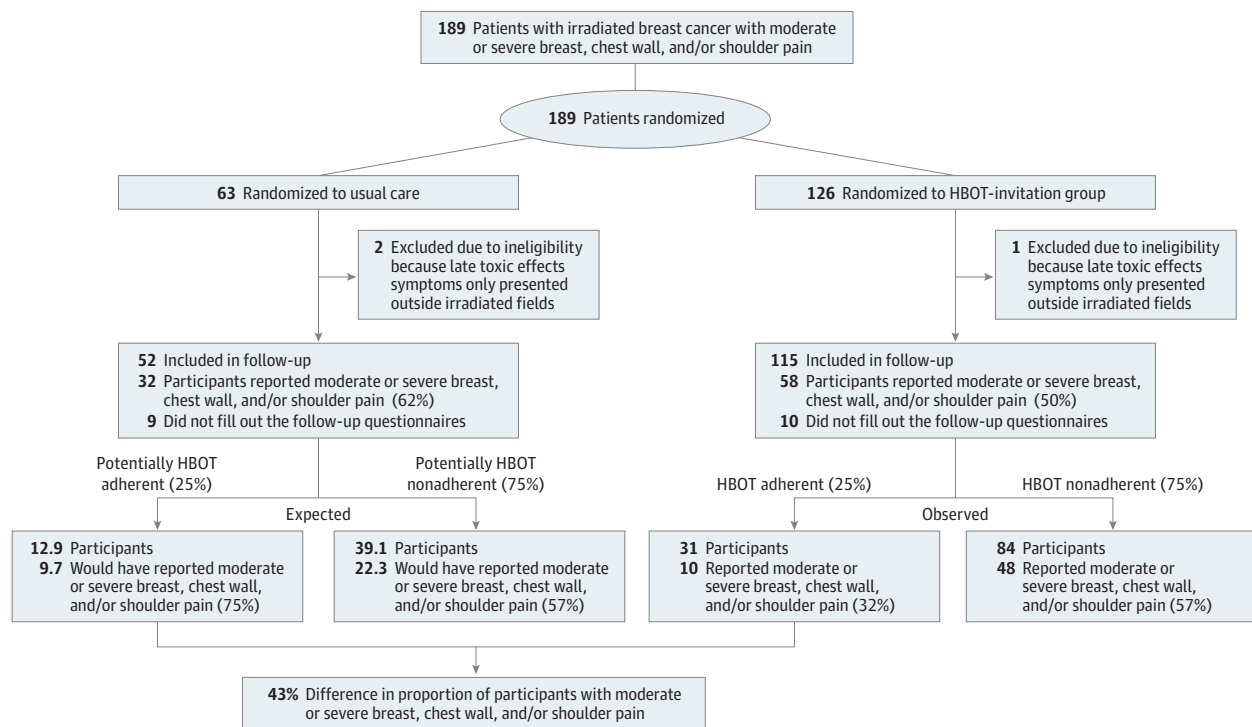 189 Patients with irradiated breast cancer with moderate
or severe breast, chest wall, and/or shoulder pain
189 Patients randomized
63 Randomized to usual care
126 Randomized to HBOT-invitation group
2 Excluded due to ineligibility
because late toxic effects
symptoms only presented
outside irradiated fields
1 Excluded due to ineligibility
because late toxic effects
symptoms only presented
outside irradiated fields
52 Included in follow-up
32 Participants reported moderate or severe breast,
chest wall, and/or shoulder pain (62%)
9 Did not fill out the follow-up questionnaires
115 Included in follow-up
58 Participants reported moderate or severe breast,
chest wall, and/or shoulder pain (50%)
10 Did not fill out the follow-up questionnaires
Potentially HBOT
adherent (25%)
Potentially HBOT
nonadherent (75%)
Expected
HBOT adherent (25%)
HBOT nonadherent (75%)
Observed
12.9 Participants
9.7 Would have reported moderate
or severe breast, chest wall,
and/or shoulder pain (75%)
39.1 Participants
22.3 Would have reported moderate
or severe breast, chest wall,
and/or shoulder pain (57%)
31 Participants
10 Reported moderate or
severe breast, chest wall,
and/or shoulder pain (32%)
84 Participants
48 Reported moderate or
severe breast, chest wall,
and/or shoulder pain (57%)
43% Difference in proportion of participants with moderate
or severe breast, chest wall, and/or shoulder pain